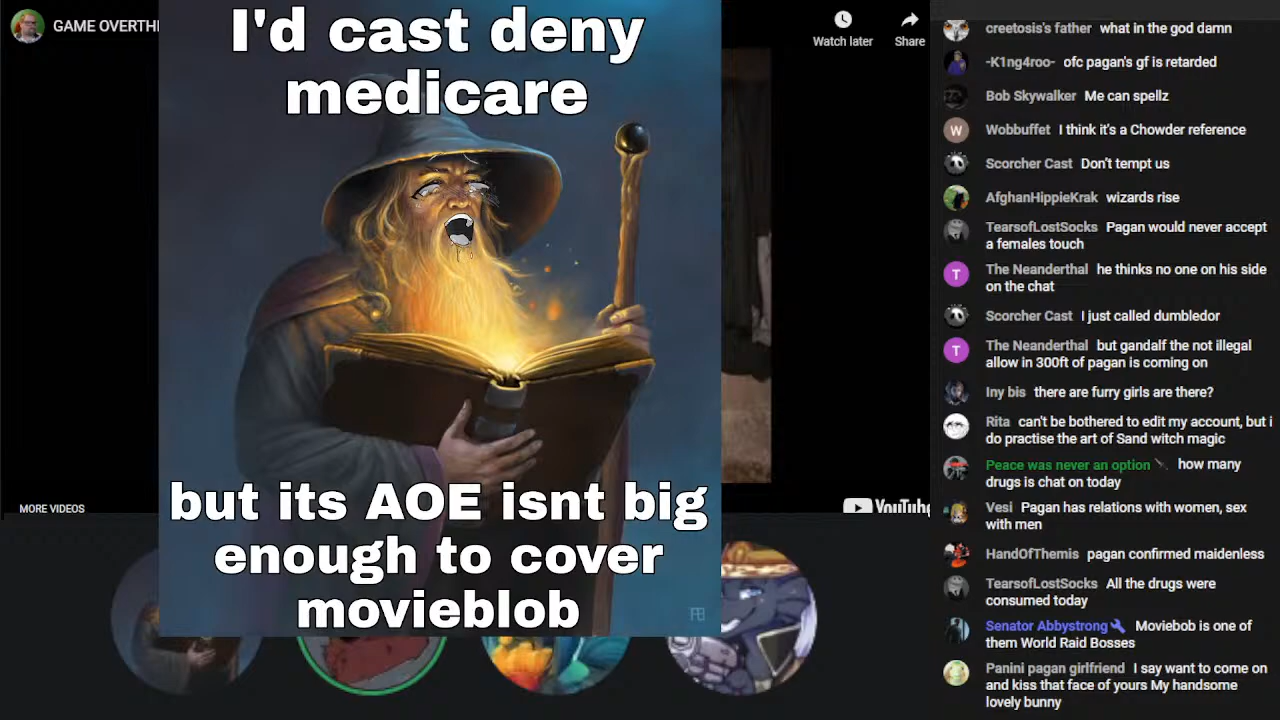 GAME OVERTHI
Watch later
Share
I'd cast deny
medicare
but its AOE isnt big
enough to cover
movieblob
MORE VIDEOS
YouTube
creetosis's father what in the god damn
-K1ng4roo- ofc pagan's gf is retarded
Bob Skywalker Me can spellz
W
Wobbuffet I think it's a Chowder reference
Scorcher Cast Don't tempt us
AfghanHippieKrak wizards rise
TearsofLostSocks Pagan would never accept
a females touch
T
The Neanderthal he thinks no one on his side
on the chat
Scorcher Cast I just called dumbledor
T
The Neanderthal but gandalf the not illegal
allow in 300ft of pagan is coming on
Iny bis there are furry girls are there?
Rita can't be bothered to edit my account, but i
do practise the art of Sand witch magic
Peace was never an option how many
drugs is chat on today
Vesi Pagan has relations with women, sex
with men
HandOfThemis pagan confirmed maidenless
TearsofLostSocks All the drugs were
consumed today
Senator Abbystrong Moviebob is one of
them World Raid Bosses
Panini pagan girlfriend I say want to come on
and kiss that face of yours My handsome
lovely bunny